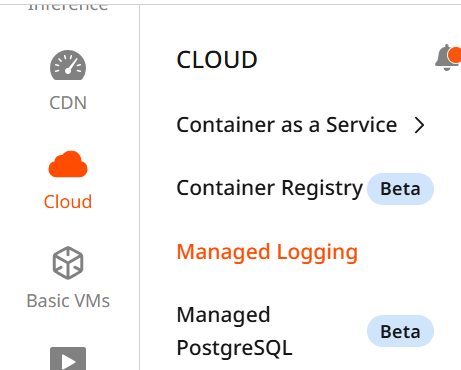 Inference
CDN
Cloud
Basic VMs
CLOUD
Container as a Service
Container Registry Beta
Managed Logging
Managed
PostgreSQL
Beta